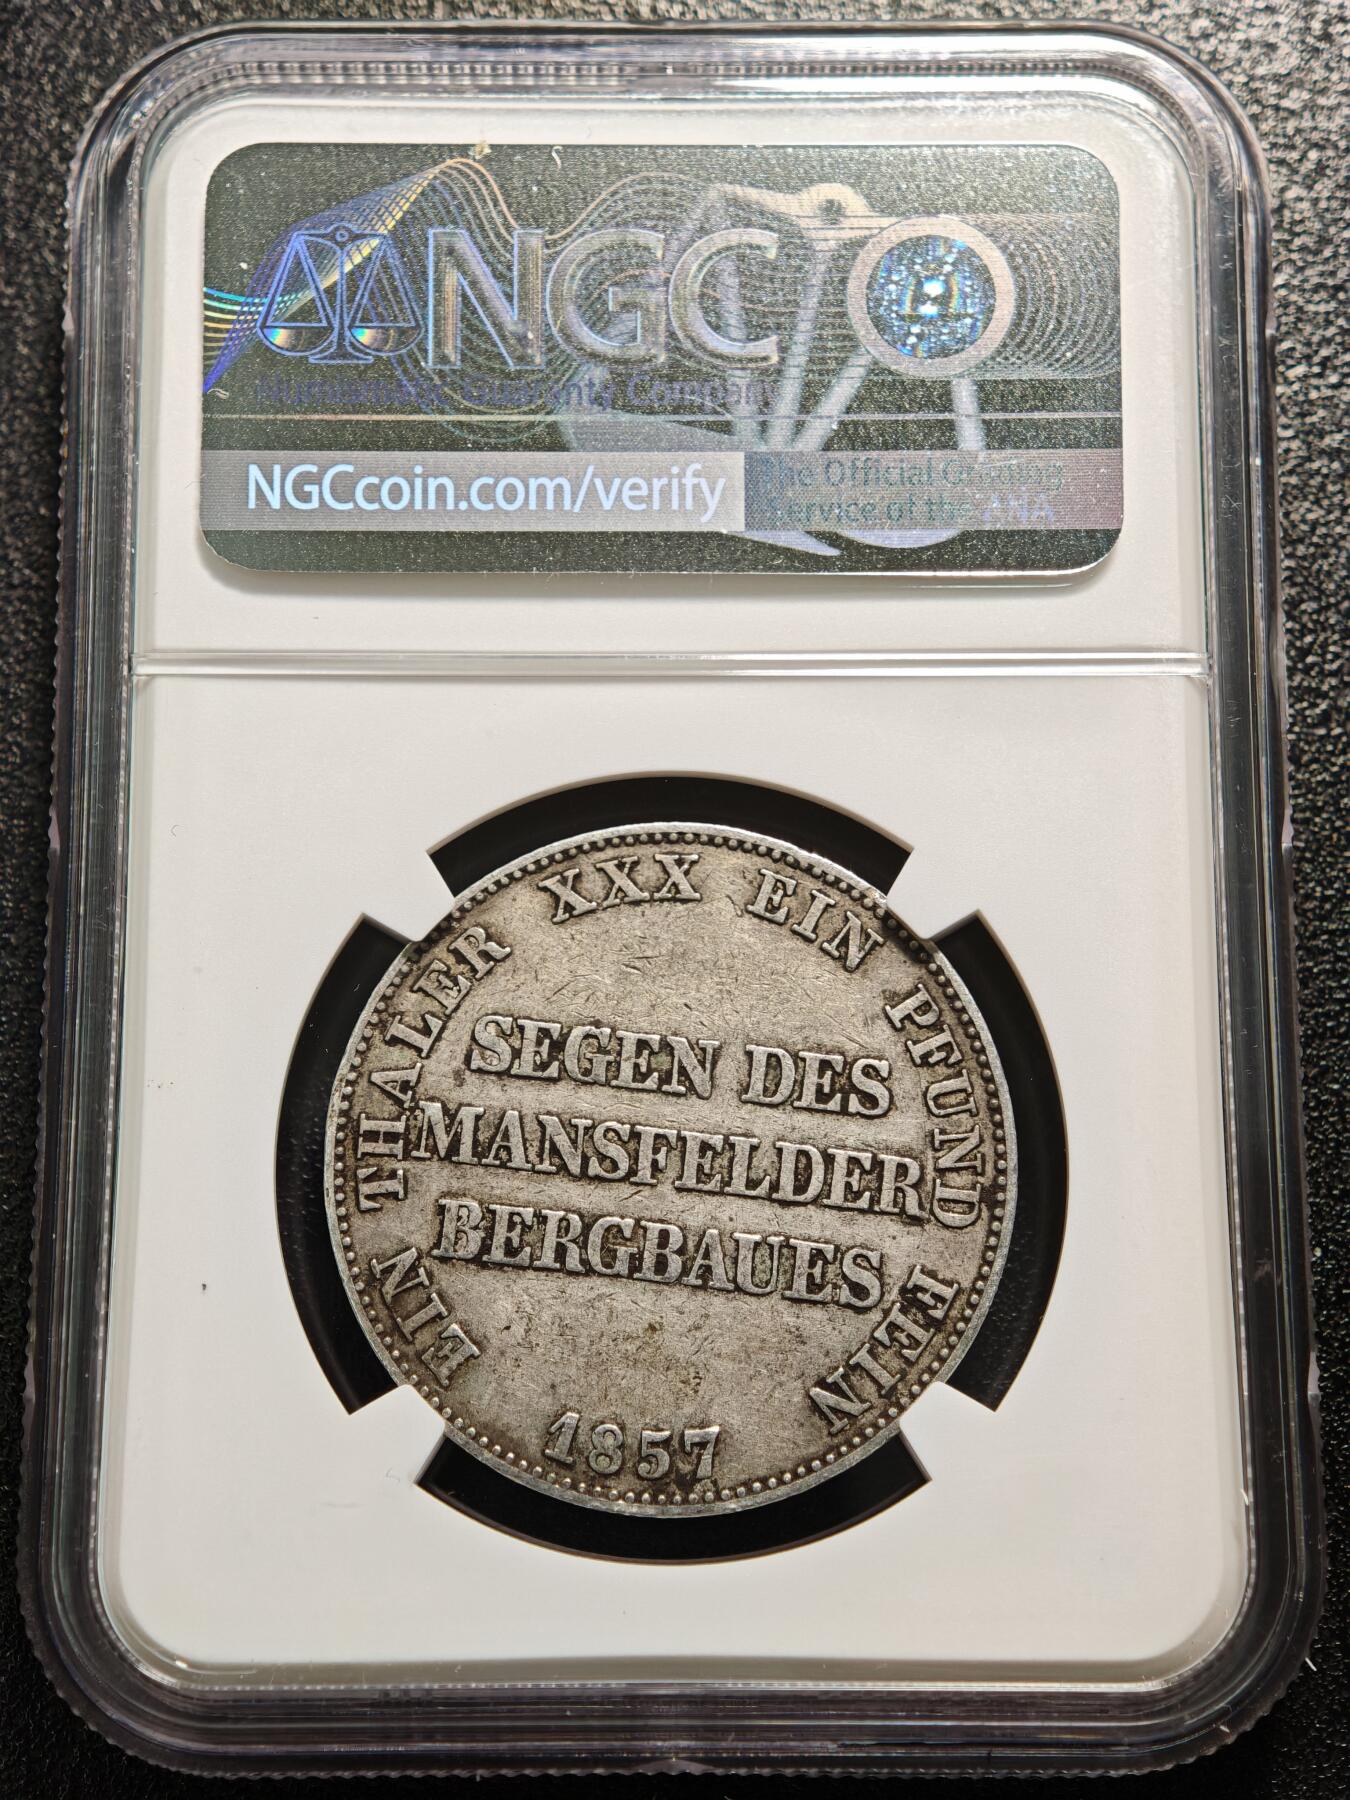 NGC
Numismatic Guaranty Company
NGCcoin.com/verify
The Official Grading
Service of the ANA
EIN THALER XXX EIN PFUND FEIN
SEGEN DES
MANSFELDER
BERGBAUES
1857